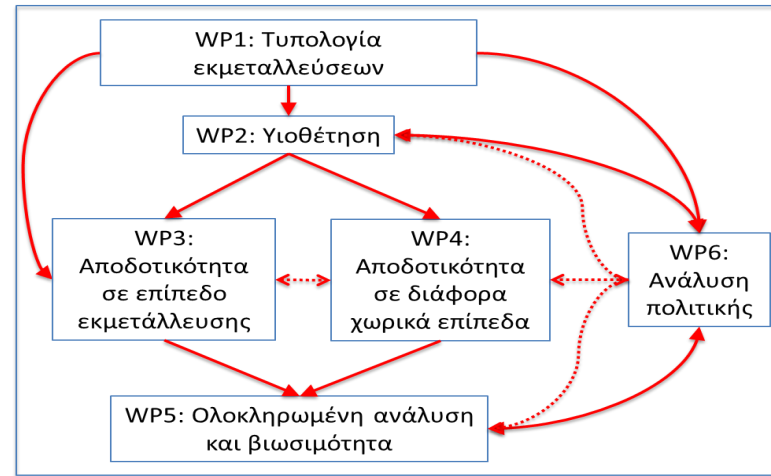 WP1: Τυπολογία
εκμεταλλεύσεων
WP2: Υιοθέτηση
WP3:
Αποδοτικότητα
σε επίπεδο
εκμετάλλευσης
WP4:
Αποδοτικότητα
σε διάφορα
χωρικά επίπεδα
WP6:
Ανάλυση
πολιτικής
WP5: Ολοκληρωμένη ανάλυση
και βιωσιμότητα